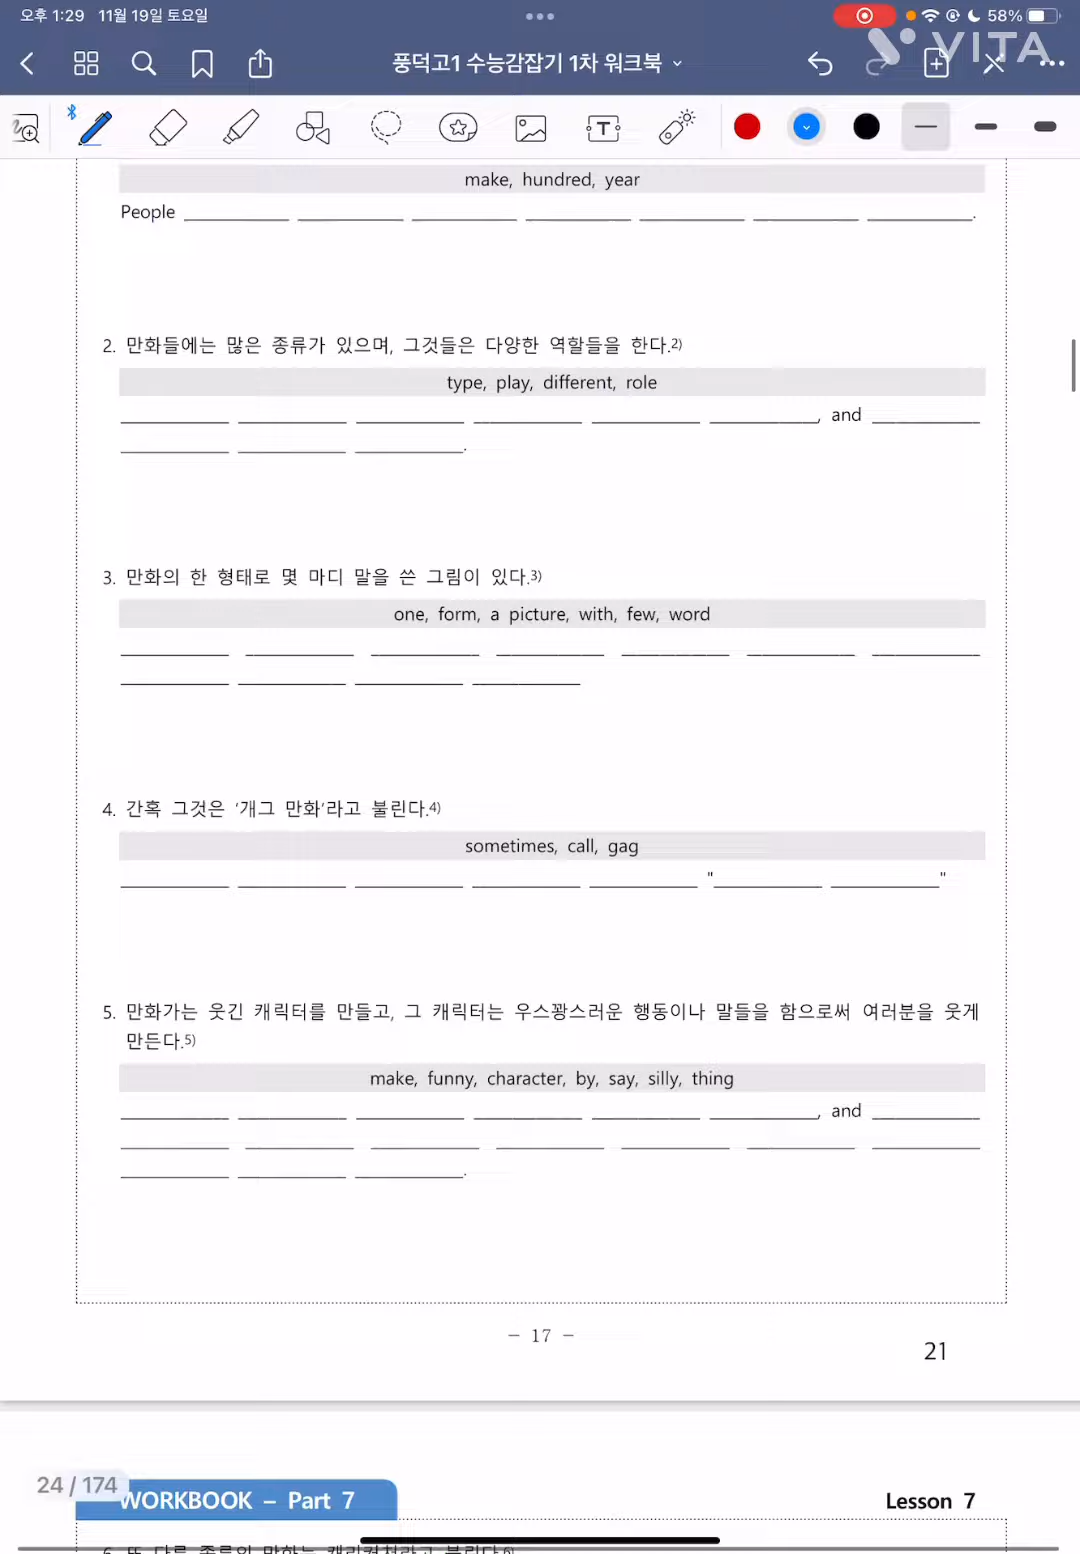 오후 1:29 11월 19일 토요일
58%
풍덕고1 수능감잡기 1차 워크북
VITA
make, hundred, year
People
2. 만화들에는 많은 종류가 있으며, 그것들은 다양한 역할들을 한다.2)
type, play, different, role
, and
.
3. 만화의 한 형태로 몇 마디 말을 쓴 그림이 있다.3)
one, form, a picture, with, few, word
4. 간혹 그것은 '개그 만화'라고 불린다.4)
sometimes, call, gag
" "
5. 만화가는 웃긴 캐릭터를 만들고, 그 캐릭터는 우스꽝스러운 행동이나 말들을 함으로써 여러분을 웃게
만든다.5)
make, funny, character, by, say, silly, thing
, and
.
- 17 -
21
24 / 174
WORKBOOK - Part 7
Lesson 7